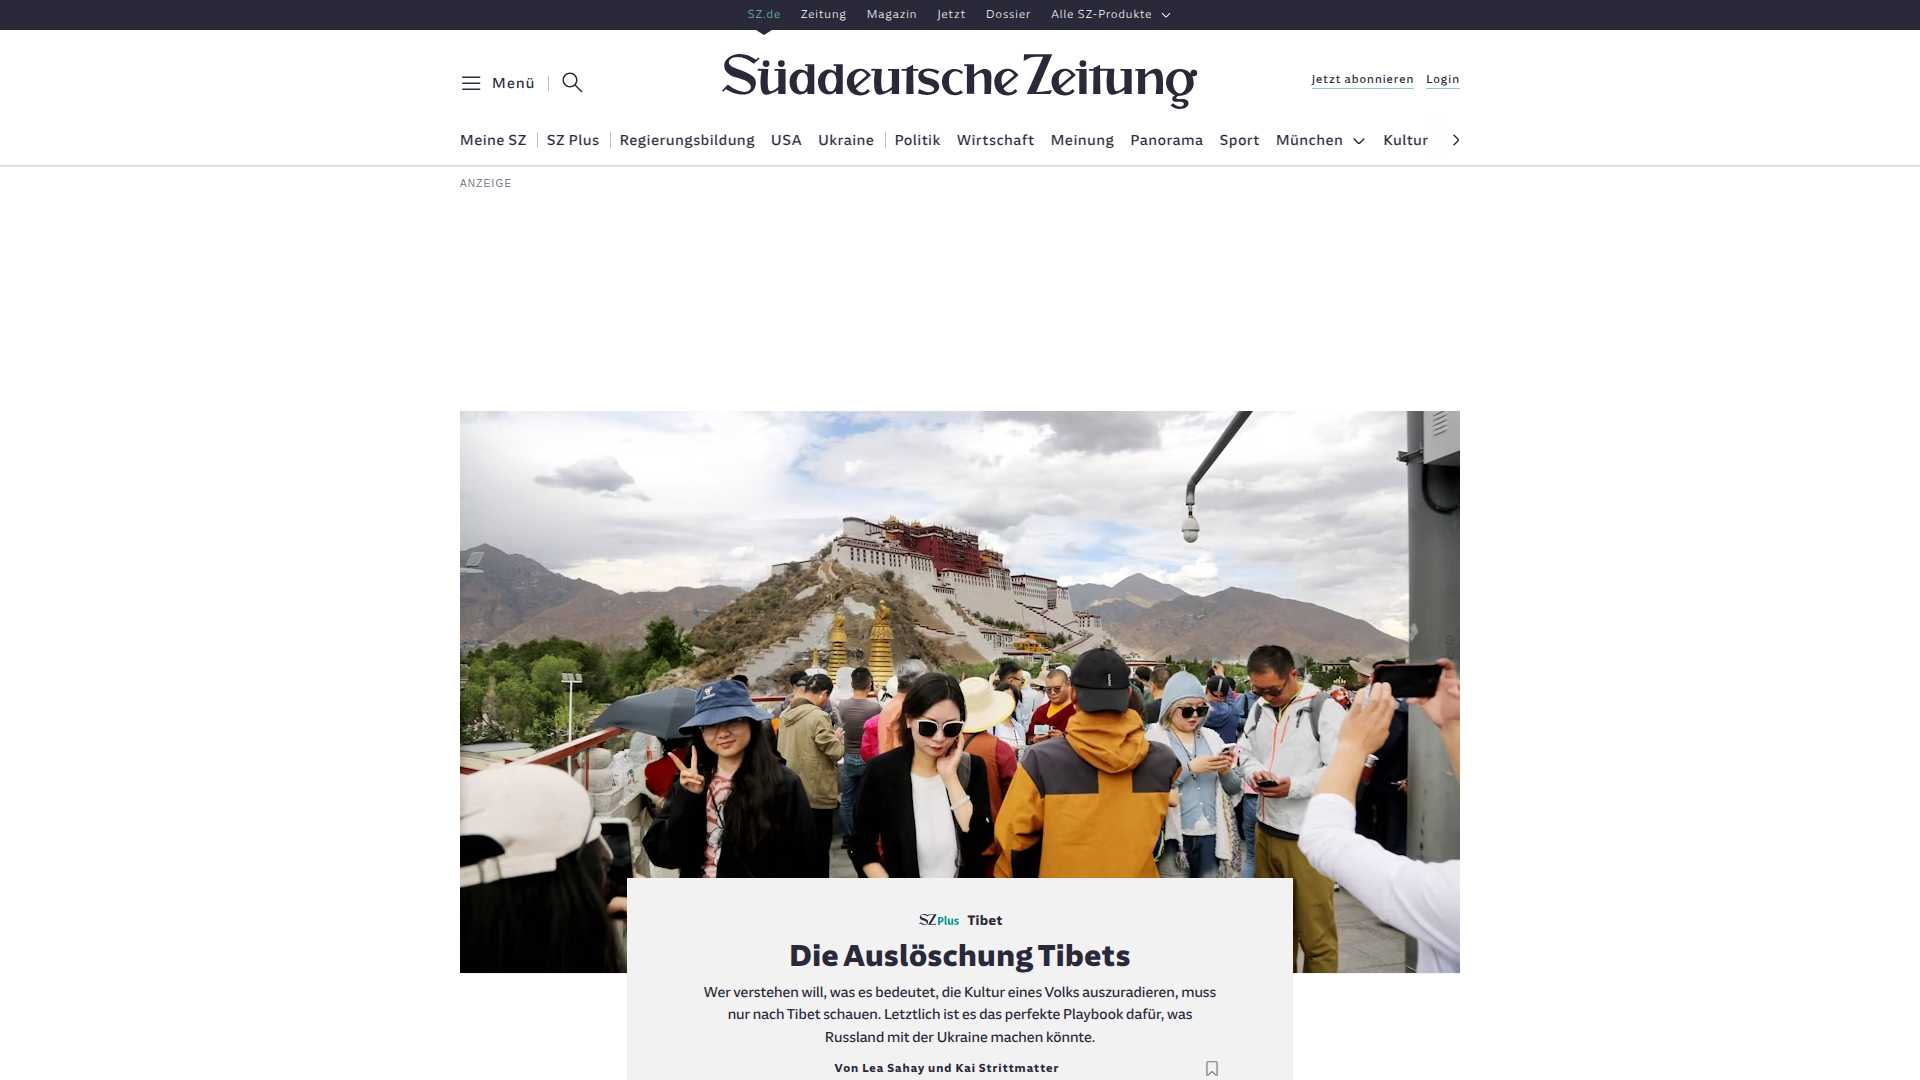 SZ.de Zeitung Magazin Jetzt Dossier Alle SZ-Produkte
Menü
Süddeutsche Zeitung
Jetzt abonnieren Login
Meine SZ SZ Plus Regierungsbildung USA Ukraine Politik Wirtschaft Meinung Panorama Sport München Kultur
ANZEIGE
SZ Plus Tibet
Die Auslöschung Tibets
Wer verstehen will, was es bedeutet, die Kultur eines Volks auszuradieren, muss
nur nach Tibet schauen. Letztlich ist es das perfekte Playbook dafür, was
Russland mit der Ukraine machen könnte.
Von Lea Sahay und Kai Strittmatter